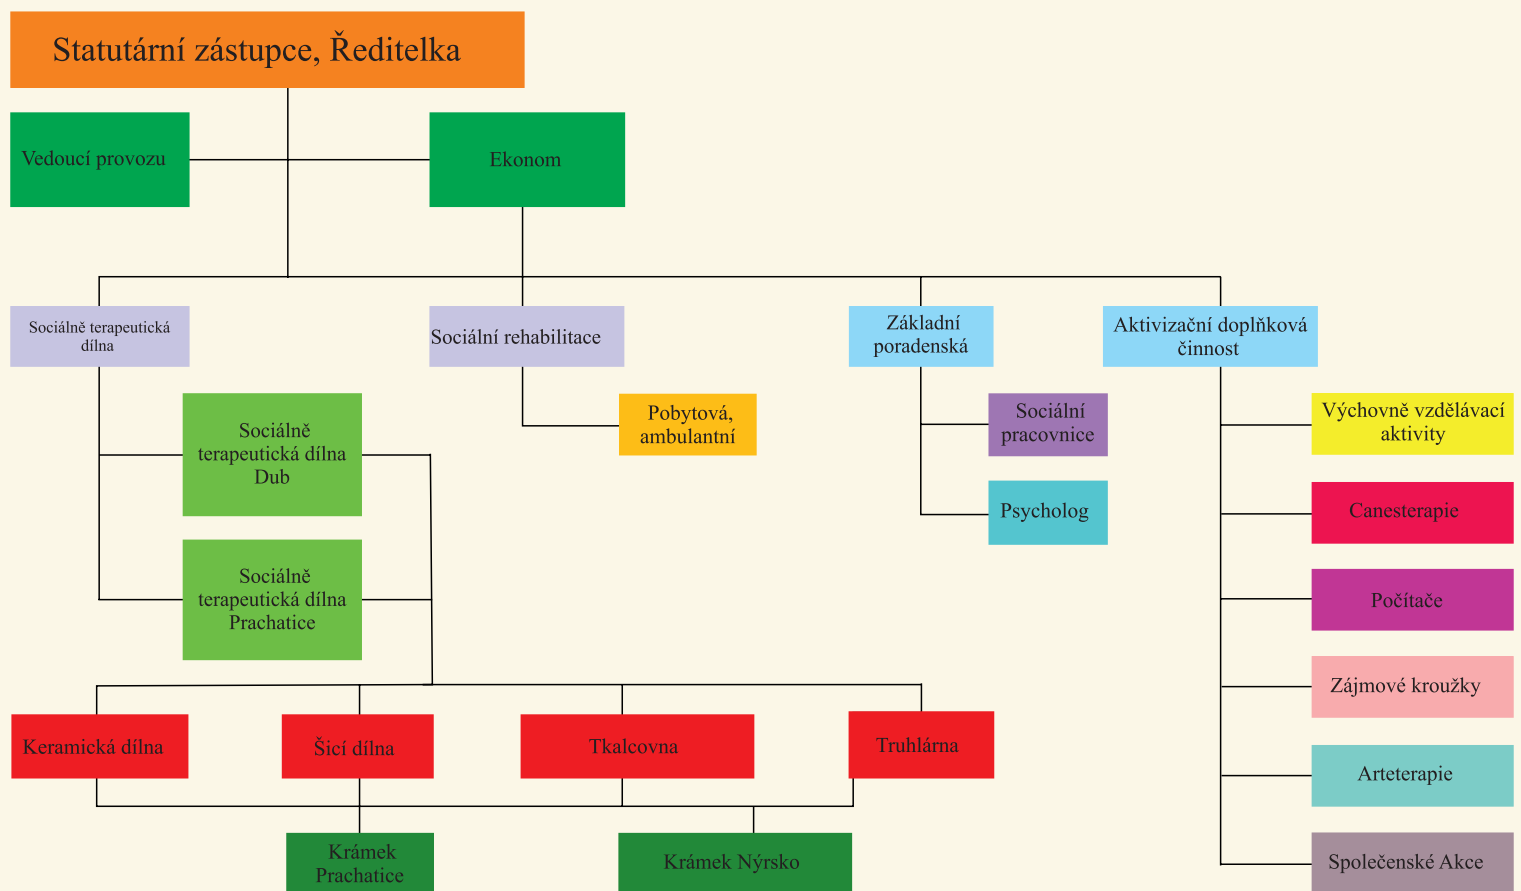 Statutární zástupce, Ředitelka
Vedoucí provozu
Ekonom
Sociálně terapeutická
dílna
Sociální rehabilitace
Základní
poradenská
Aktivizační doplňková
činnost
Sociálně
terapeutická dílna
Dub
Pobytová,
ambulantní
Sociální
pracovnice
Výchovně vzdělávací
aktivity
Psycholog
Canesterapie
Sociálně
terapeutická dílna
Prachatice
Počítače
Zájmové kroužky
Keramická dílna
Šicí dílna
Tkalcovna
Truhlárna
Arteterapie
Krámek
Prachatice
Krámek Nýrsko
Společenské Akce